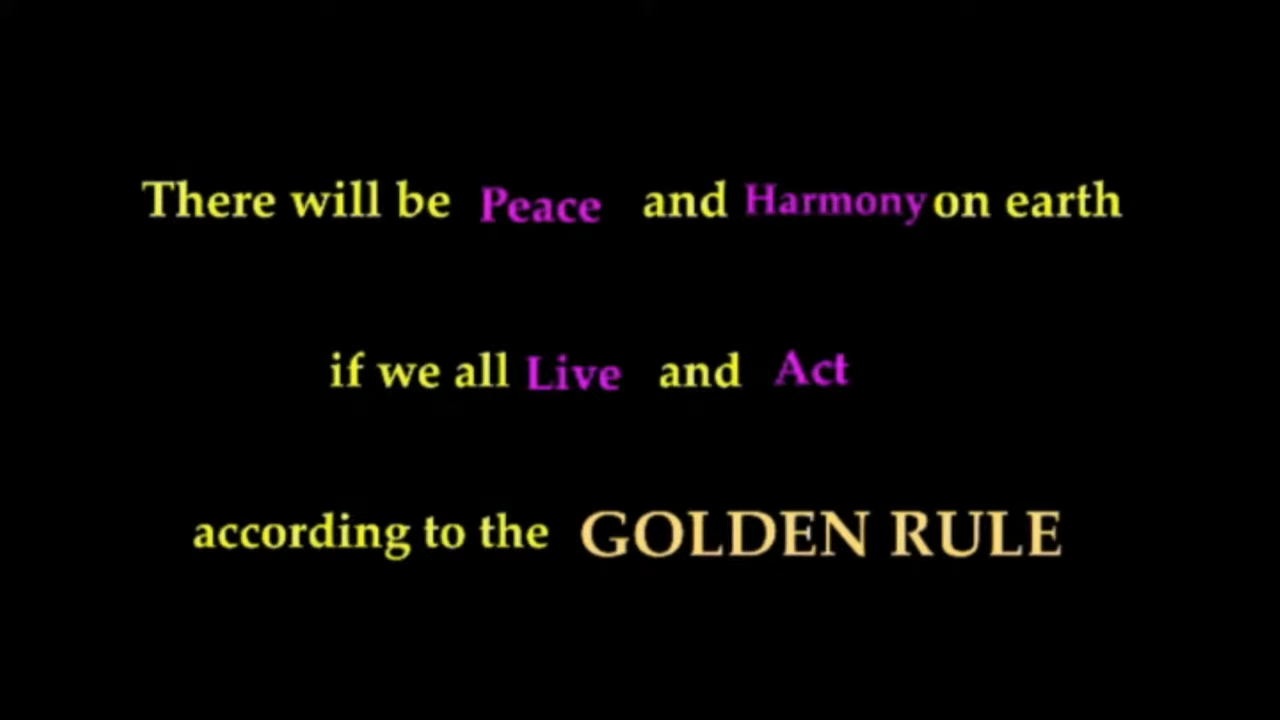 There will be Peace and Harmony on earth
if we all Live and Act
according to the GOLDEN RULE